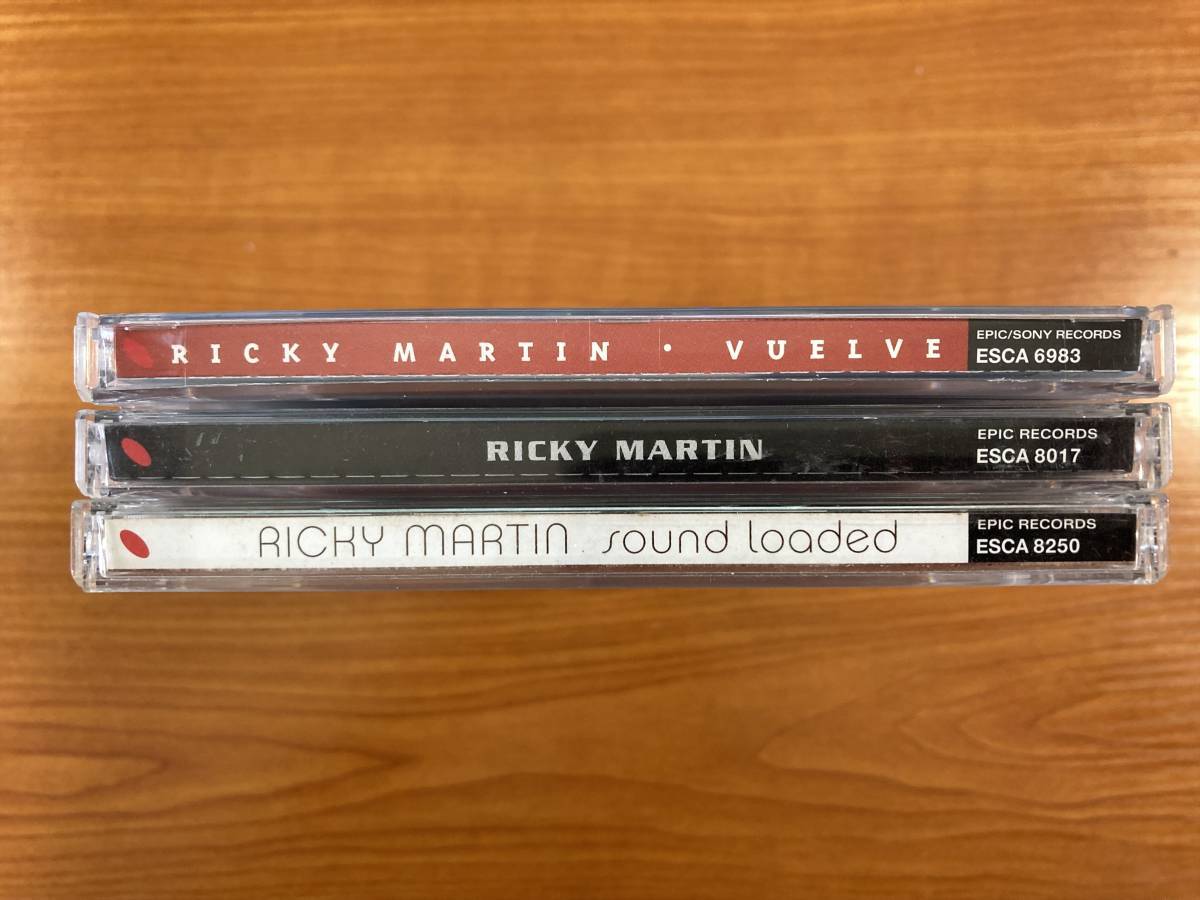 RICKY MARTIN • VUELVE
EPIC/SONY RECORDS
ESCA 6983
RICKY MARTIN
EPIC RECORDS
ESCA 8017
RICKY MARTIN sound loaded
EPIC RECORDS
ESCA 8250